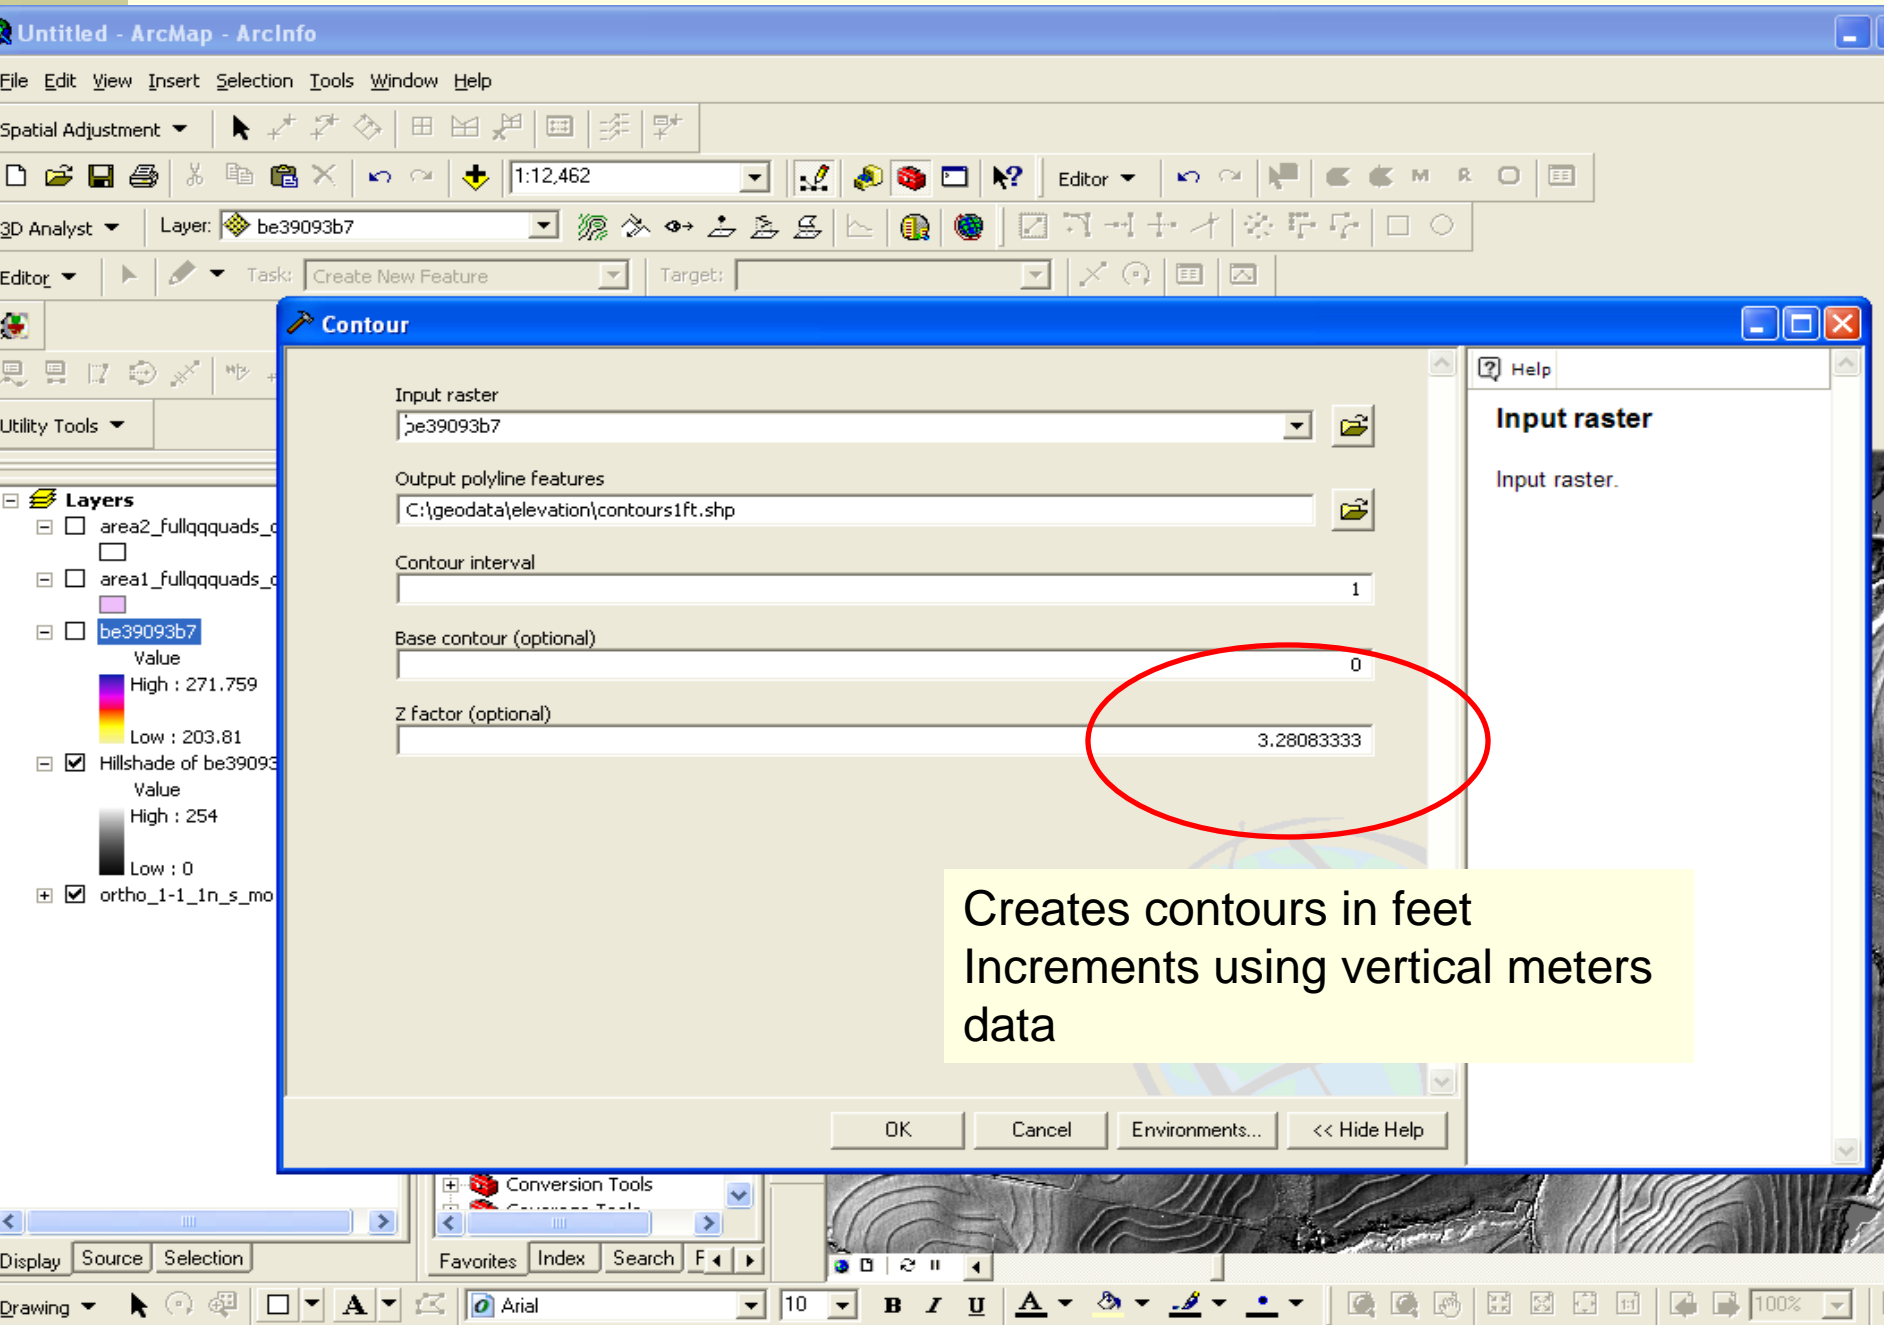 Untitled - ArcMap - ArcInfo
File Edit View Insert Selection Tools Window Help
Spatial Adjustment
1:12,462 Editor M R
3D Analyst Layer: be39093b7
Editor Task: Create New Feature Target:
Contour
Utility Tools
Layers
area2_fullqqquads_
area1_fullqqquads_
be39093b7
Value
High : 271.759
Low : 203.81
Hillshade of be39093
Value
High : 254
Low : 0
ortho_1-1_1n_s_mo
Input raster
be39093b7
Output polyline features
C:\geodata\elevation\contours1ft.shp
Contour interval
1
Base contour (optional)
0
Z factor (optional)
3.28083333
Help
Input raster
Input raster.
Creates contours in feet
Increments using vertical meters
data
OK Cancel Environments... << Hide Help
Conversion Tools
Display Source Selection
Favorites Index Search F
Drawing A Arial 10 B I U A 1:1 100%